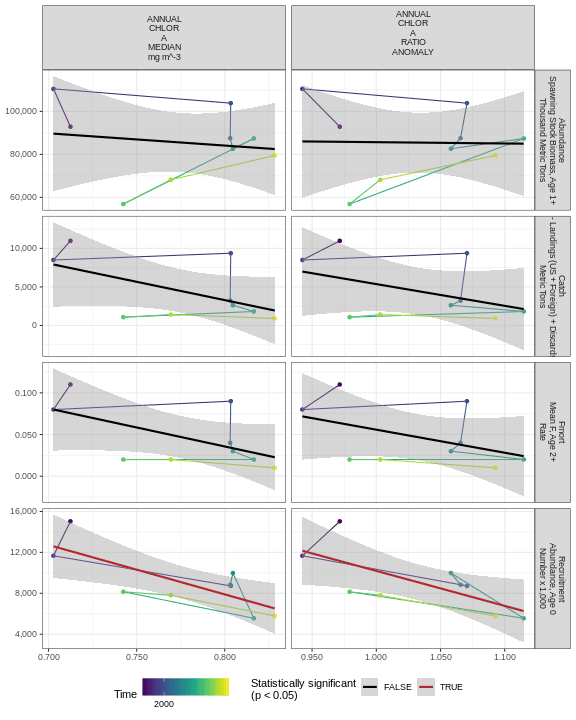 ANNUAL
CHLOR
A
MEDIAN
mg m^-3
ANNUAL
CHLOR
A
RATIO
ANOMALY
100,000
80,000
60,000
Abundance
Spawning Stock Biomass, Age 1+
Thousand Metric Tons
10,000
5,000
0
Catch
- Landings (US + Foreign) + Discards
Metric Tons
0.100
0.050
0.000
Fmort
Mean F, Age 2+
Rate
16,000
12,000
8,000
4,000
Recruitment
Abundance, Age 0
Number x 1,000
0.700
0.750
0.800
0.950
1.000
1.050
1.100
Time
2000
Statistically significant
(p < 0.05)
FALSE
TRUE